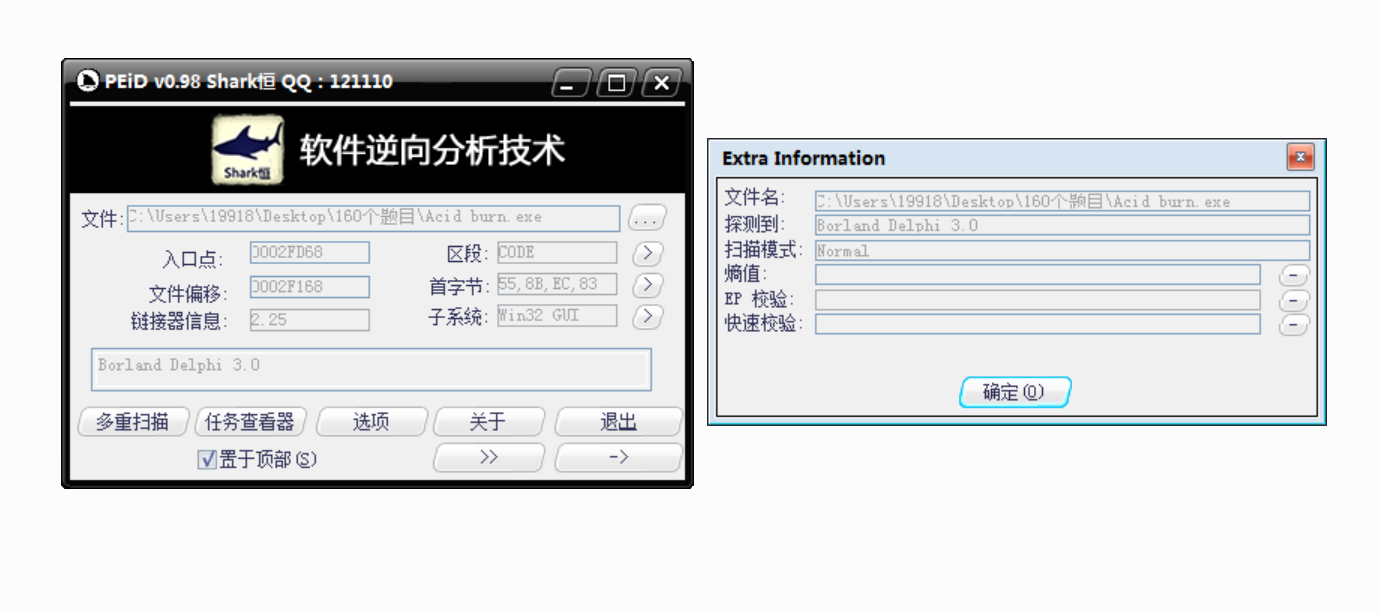 PEiD v0.98 Shark恒 QQ : 121110
Shark恒
软件逆向分析技术
文件: C:\Users\19918\Desktop\160个题目\Acid burn.exe ...
入口点: 0002FD68 区段: CODE >
文件偏移: 0002F168 首字节: 55,8B,EC,83 >
链接器信息: 2.25 子系统: Win32 GUI >
Borland Delphi 3.0
多重扫描 任务查看器 选项 关于 退出
置于顶部(S) >> ->
Extra Information
文件名: C:\Users\19918\Desktop\160个题目\Acid burn.exe
探测到: Borland Delphi 3.0
扫描模式: Normal
熵值: -
EP 校验: -
快速校验: -
确定(O)